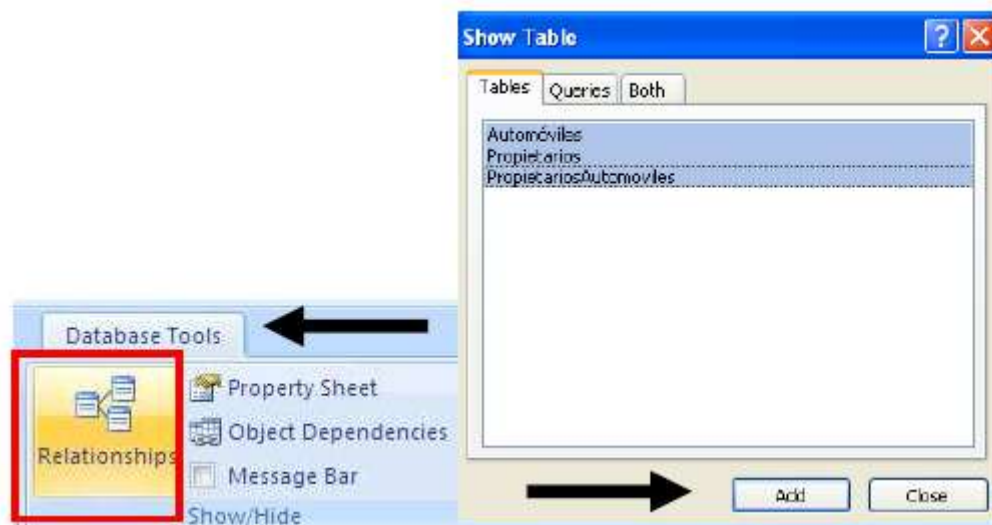 Show Table
Tables Queries Both
Automóviles
Propietarios
PropietariosAutomoviles
Add Close
Database Tools
Relationships
Property Sheet
Object Dependencies
Message Bar
Show/Hide